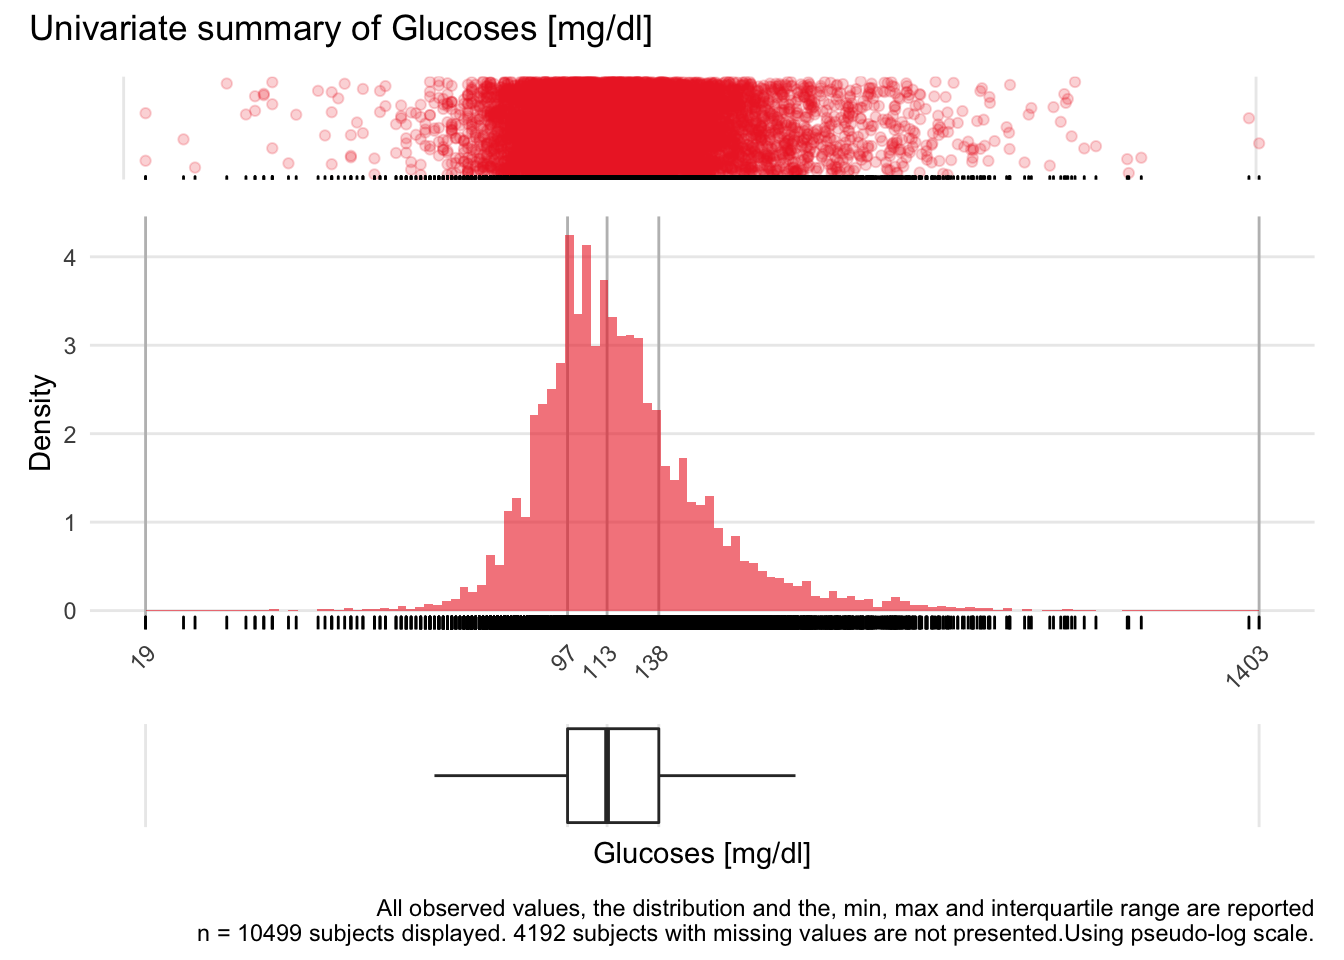 Univariate summary of Glucoses [mg/dl]
4
3
2
1
0
Density
19
97
113
138
1403
Glucoses [mg/dl]
All observed values, the distribution and the, min, max and interquartile range are reported
n = 10499 subjects displayed. 4192 subjects with missing values are not presented.Using pseudo-log scale.